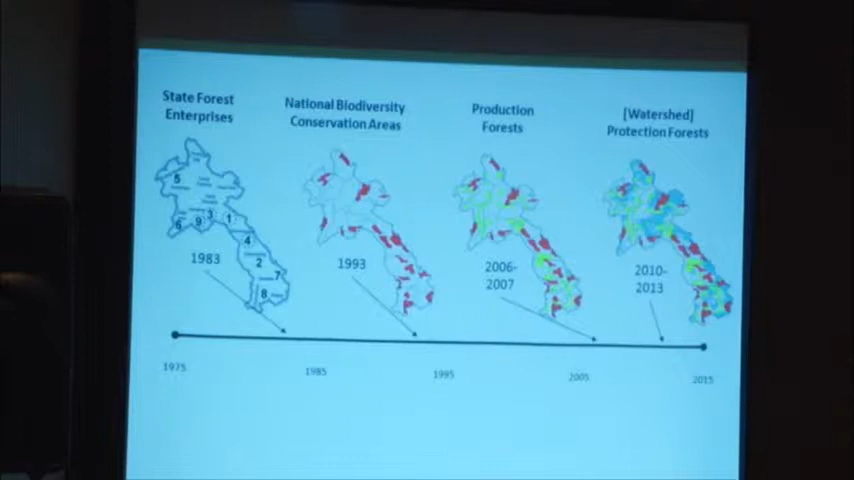 State Forest
Enterprises
National Biodiversity
Conservation Areas
Production
Forests
[Watershed]
Protection Forests
5
6
9
3
1
4
2
7
8
1983
1993
2006-
2007
2010-
2013
1975
1985
1995
2005
2015